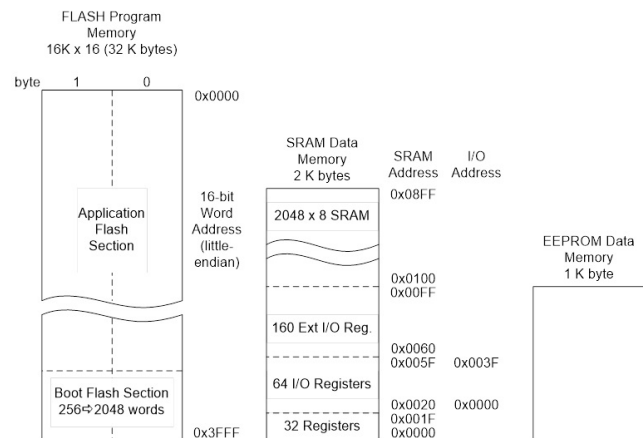 FLASH Program
Memory
16K x 16 (32 K bytes)
byte 1 0
0x0000
Application
Flash
Section
16-bit
Word
Address
(little-
endian)
Boot Flash Section
256⇨2048 words
0x3FFF
SRAM Data
Memory
2 K bytes
SRAM
Address
I/O
Address
0x08FF
2048 x 8 SRAM
0x0100
0x00FF
160 Ext I/O Reg.
0x0060
0x005F 0x003F
64 I/O Registers
0x0020 0x0000
0x001F
32 Registers
0x0000
EEPROM Data
Memory
1 K byte